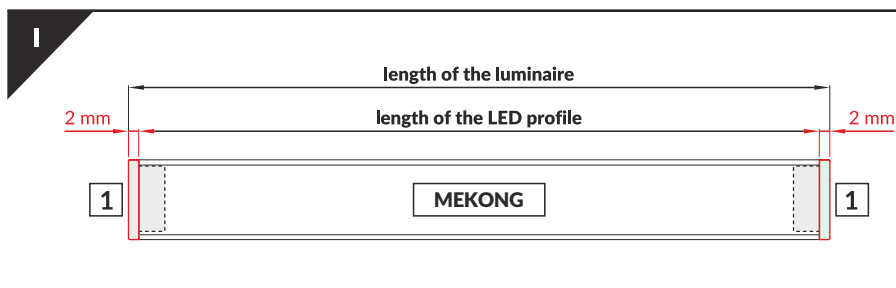 I
length of the luminaire
2 mm
length of the LED profile
2 mm
1
MEKONG
1